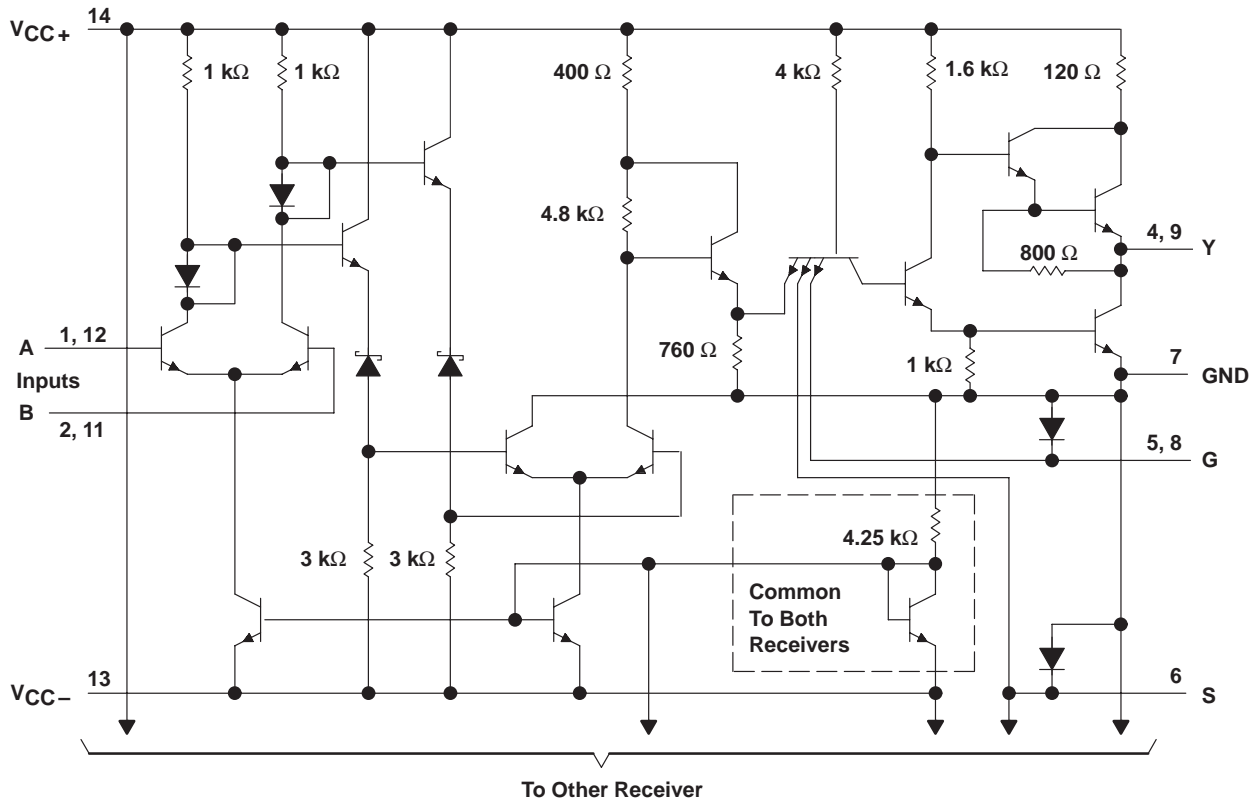 VCC+ 14
1 kΩ
1 kΩ
400 Ω
4 kΩ
1.6 kΩ
120 Ω
4.8 kΩ
4, 9 Y
800 Ω
A 1, 12
Inputs
B
2, 11
760 Ω
1 kΩ
7
GND
5, 8
G
3 kΩ
3 kΩ
4.25 kΩ
Common
To Both
Receivers
VCC− 13
6
S
To Other Receiver